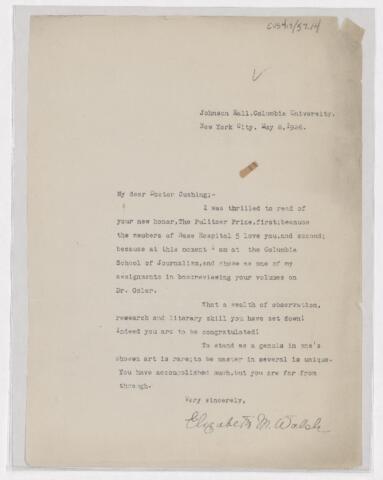 Johnson Hall, Columbia University.
New York City. May 8, 1926.
My dear Doctor Cushing;-
I was thrilled to read of
your new honor, The Pulitzer Prize, first; because
the members of Base Hospital 5 love you, and second;
because at this moment I am at the Columbia
School of Journalism, and chose as one of my
assignments in bookreviewing your volumes on
Dr. Osler.
What a wealth of observation,
research and literary skill you have set down!
Indeed you are to be congratulated!
To stand as a genuis in one's
chosen art is rare; to be master in several is unique.
You have accomplished much, but you are far from
through.
Very sincerely,
Elizabeth M. Walsh